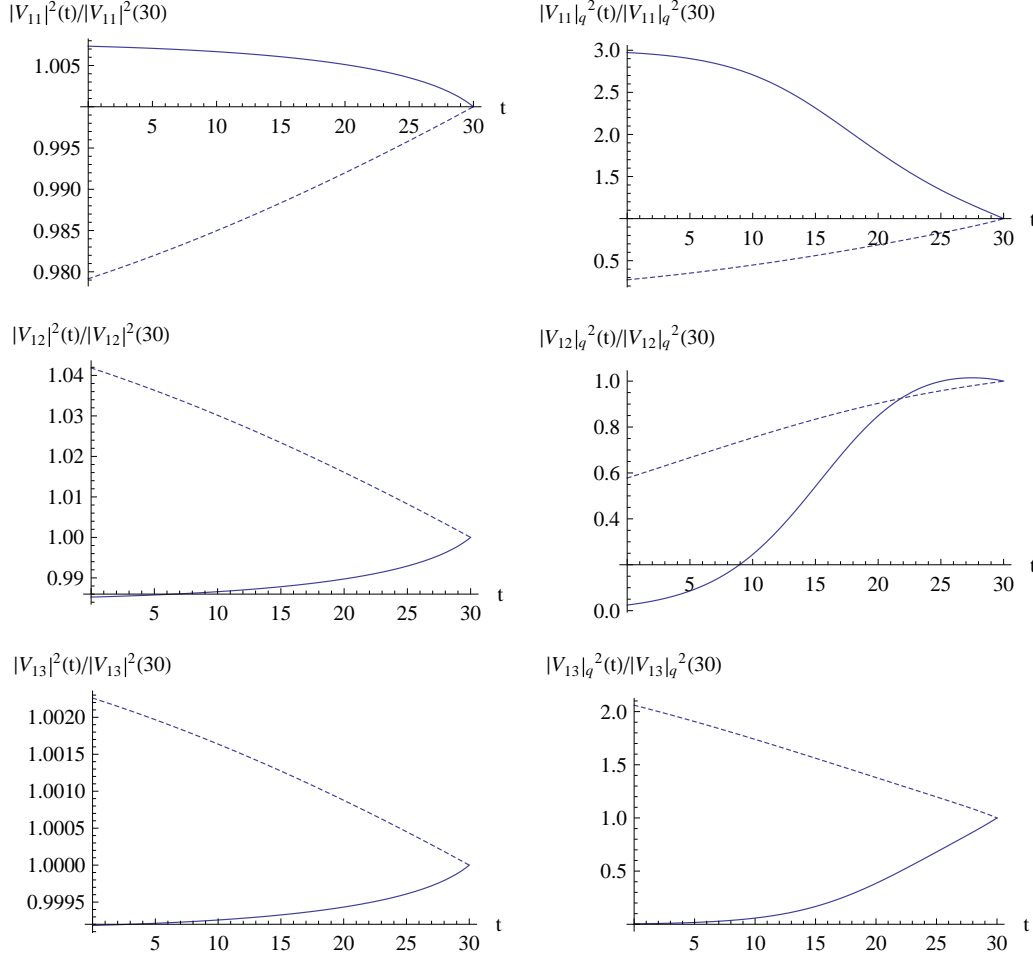 |V₁₁|²(t)/|V₁₁|²(30)
1.005
0.995
0.990
0.985
0.980
5 10 15 20 25 30 t
|V₁₁|q²(t)/|V₁₁|q²(30)
3.0
2.5
2.0
1.5
0.5
5 10 15 20 25 30 t
|V₁₂|²(t)/|V₁₂|²(30)
1.04
1.03
1.02
1.01
1.00
0.99
5 10 15 20 25 30 t
|V₁₂|q²(t)/|V₁₂|q²(30)
1.0
0.8
0.6
0.4
0.0
5 10 15 20 25 30 t
|V₁₃|²(t)/|V₁₃|²(30)
1.0020
1.0015
1.0010
1.0005
1.0000
0.9995
5 10 15 20 25 30 t
|V₁₃|q²(t)/|V₁₃|q²(30)
2.0
1.5
1.0
0.5
5 10 15 20 25 30 t